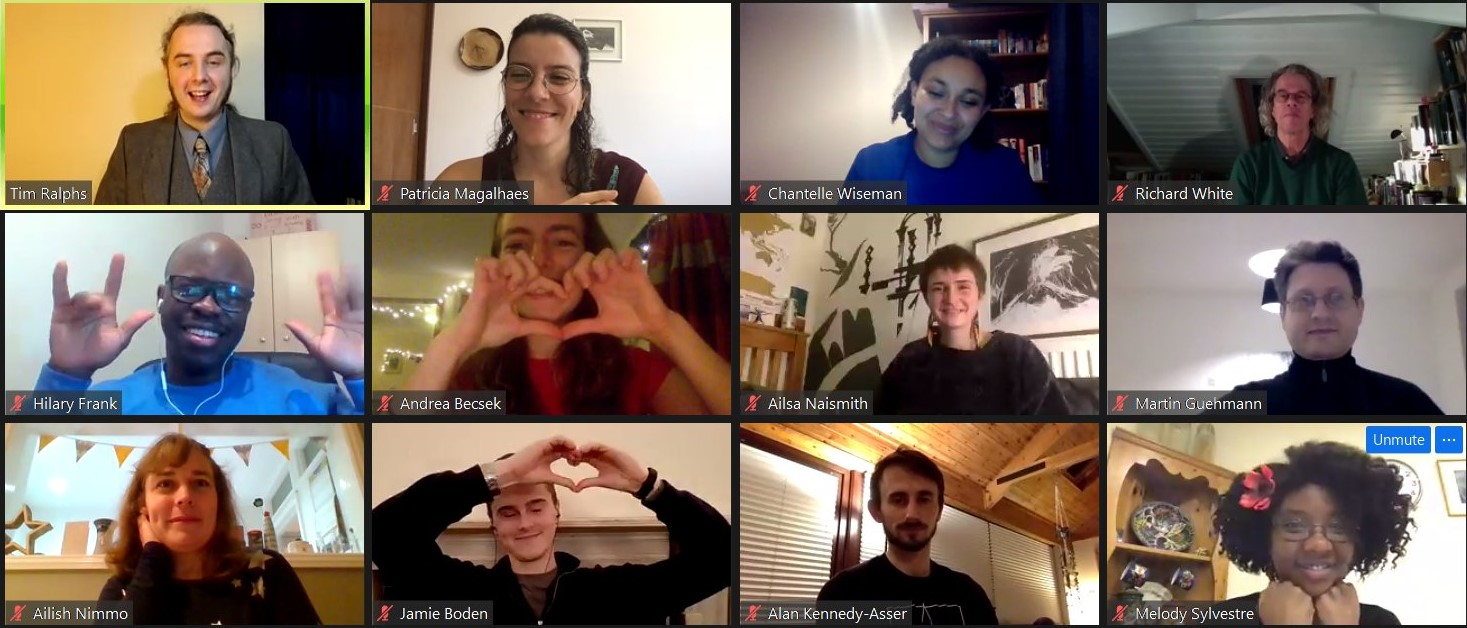 Tim Ralphs
Patricia Magalhaes
Chantelle Wiseman
Richard White
Hilary Frank
Andrea Becsek
Ailsa Naismith
Martin Guehmann
Unmute ...
Ailish Nimmo
Jamie Boden
Alan Kennedy-Asser
Melody Sylvestre